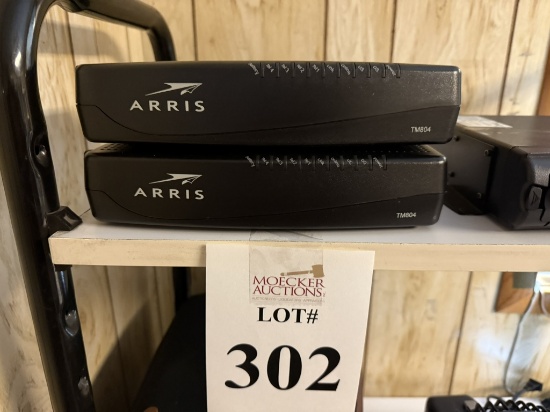 ARRIS
TM804
ARRIS
TM804
MOECKER
AUCTIONS
LOT#
302